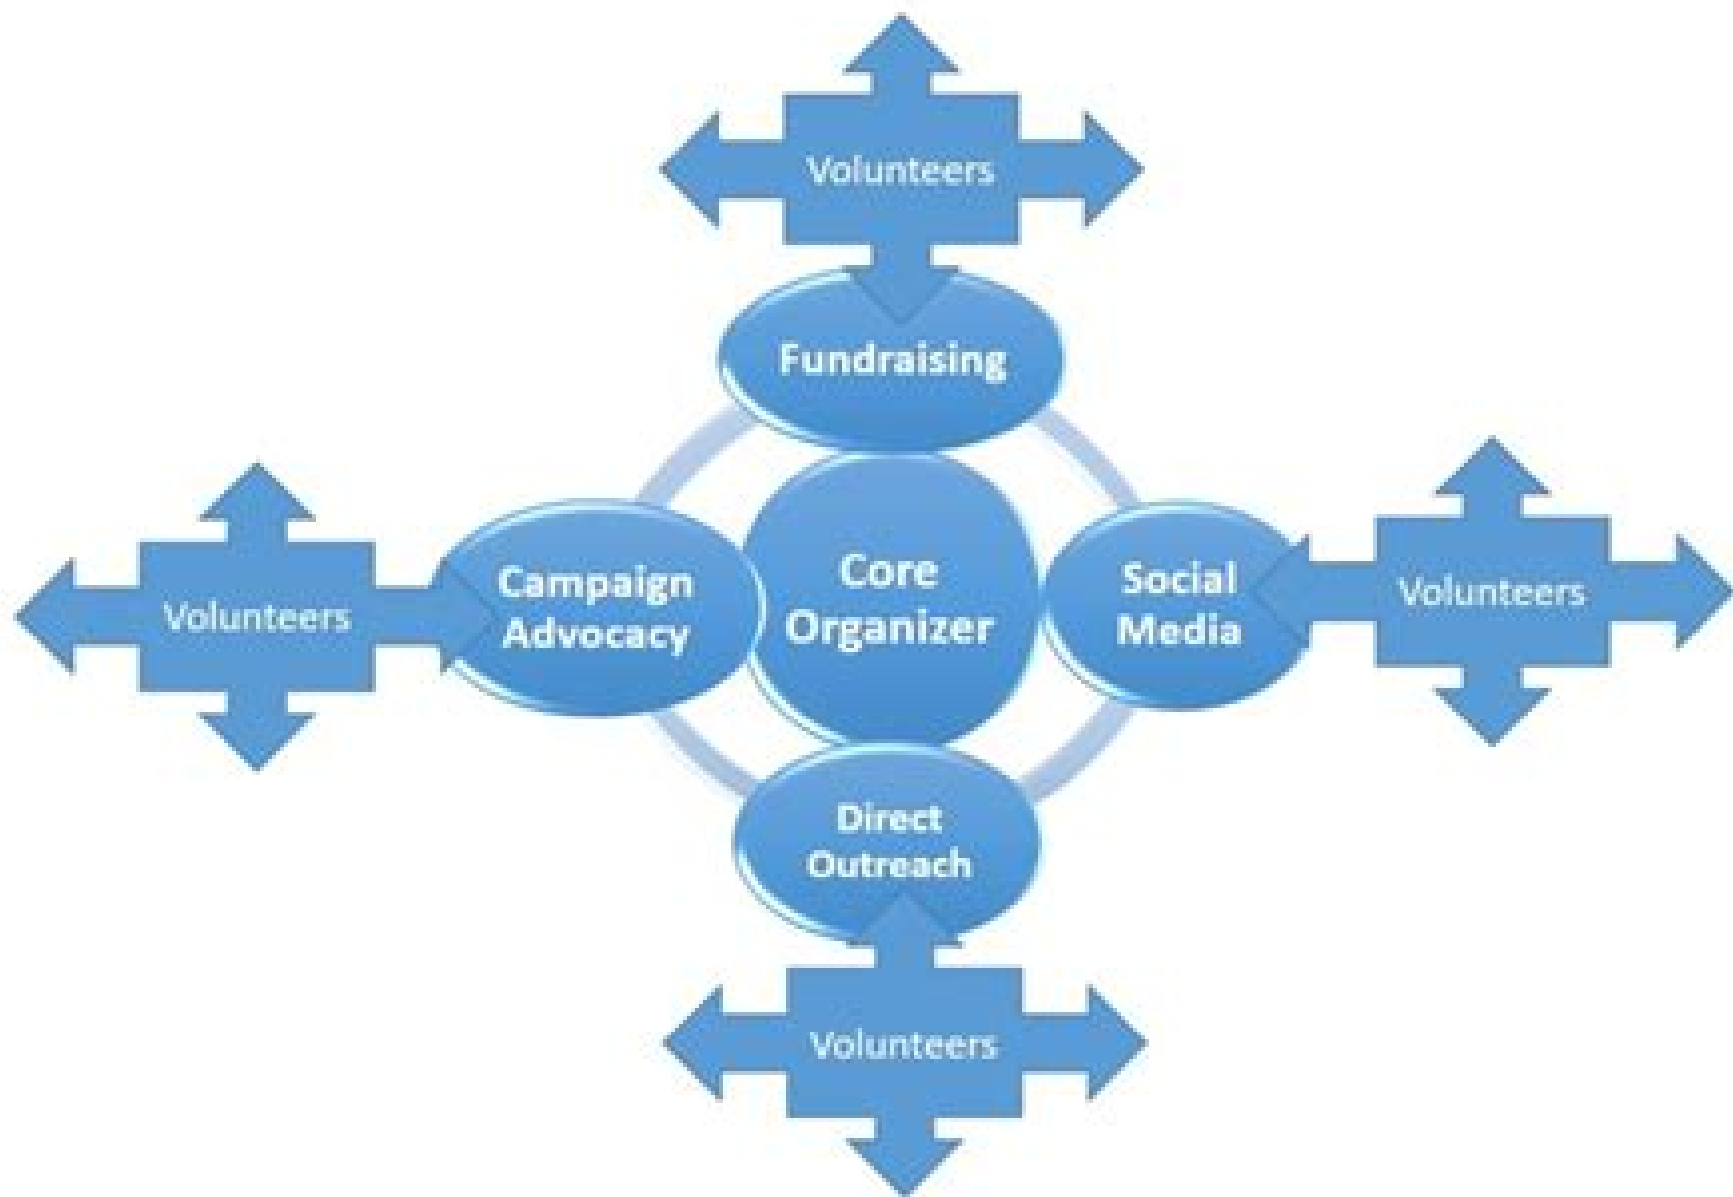 Volunteers
Fundraising
Volunteers
Campaign
Advocacy
Core
Organizer
Social
Media
Volunteers
Direct
Outreach
Volunteers